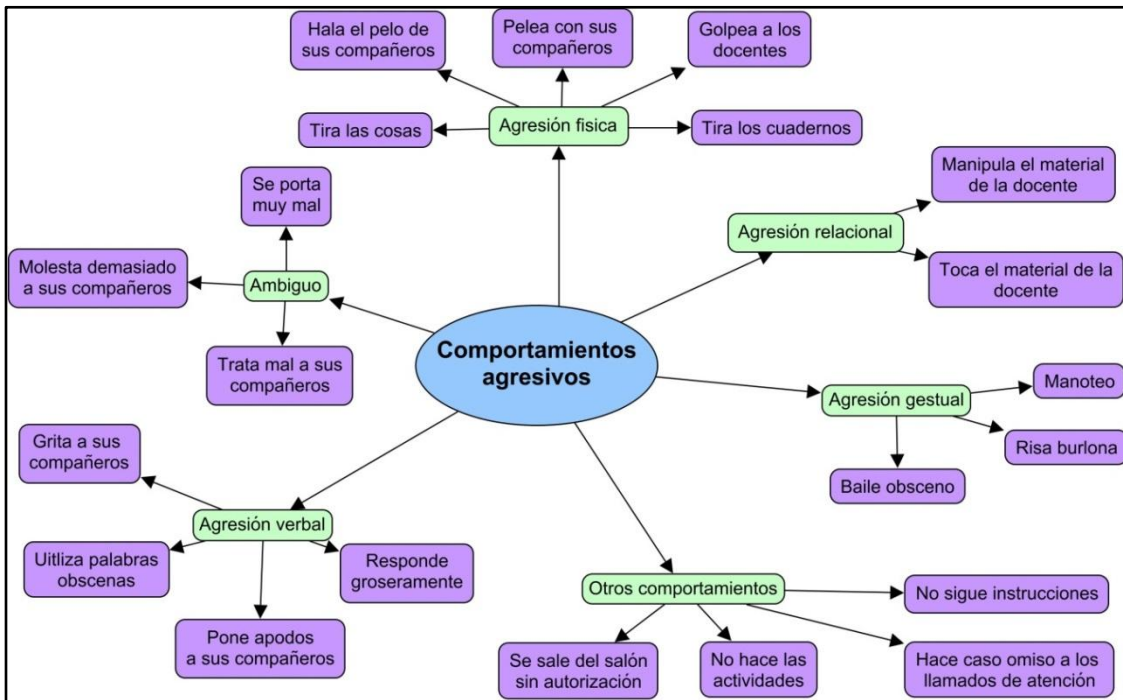 Hala el pelo de
sus compañeros
Pelea con sus
compañeros
Golpea a los
docentes
Tira las cosas
Agresión fisica
Tira los cuadernos
Se porta
muy mal
Molesta demasiado
a sus compañeros
Ambiguo
Trata mal a sus
compañeros
Manipula el material
de la docente
Agresión relacional
Toca el material de la
docente
Comportamientos
agresivos
Agresión gestual
Manoteo
Risa burlona
Baile obsceno
Grita a sus
compañeros
Agresión verbal
Uitliza palabras
obscenas
Responde
groseramente
Pone apodos
a sus compañeros
Otros comportamientos
No sigue instrucciones
Se sale del salón
sin autorización
No hace las
actividades
Hace caso omiso a los
llamados de atención